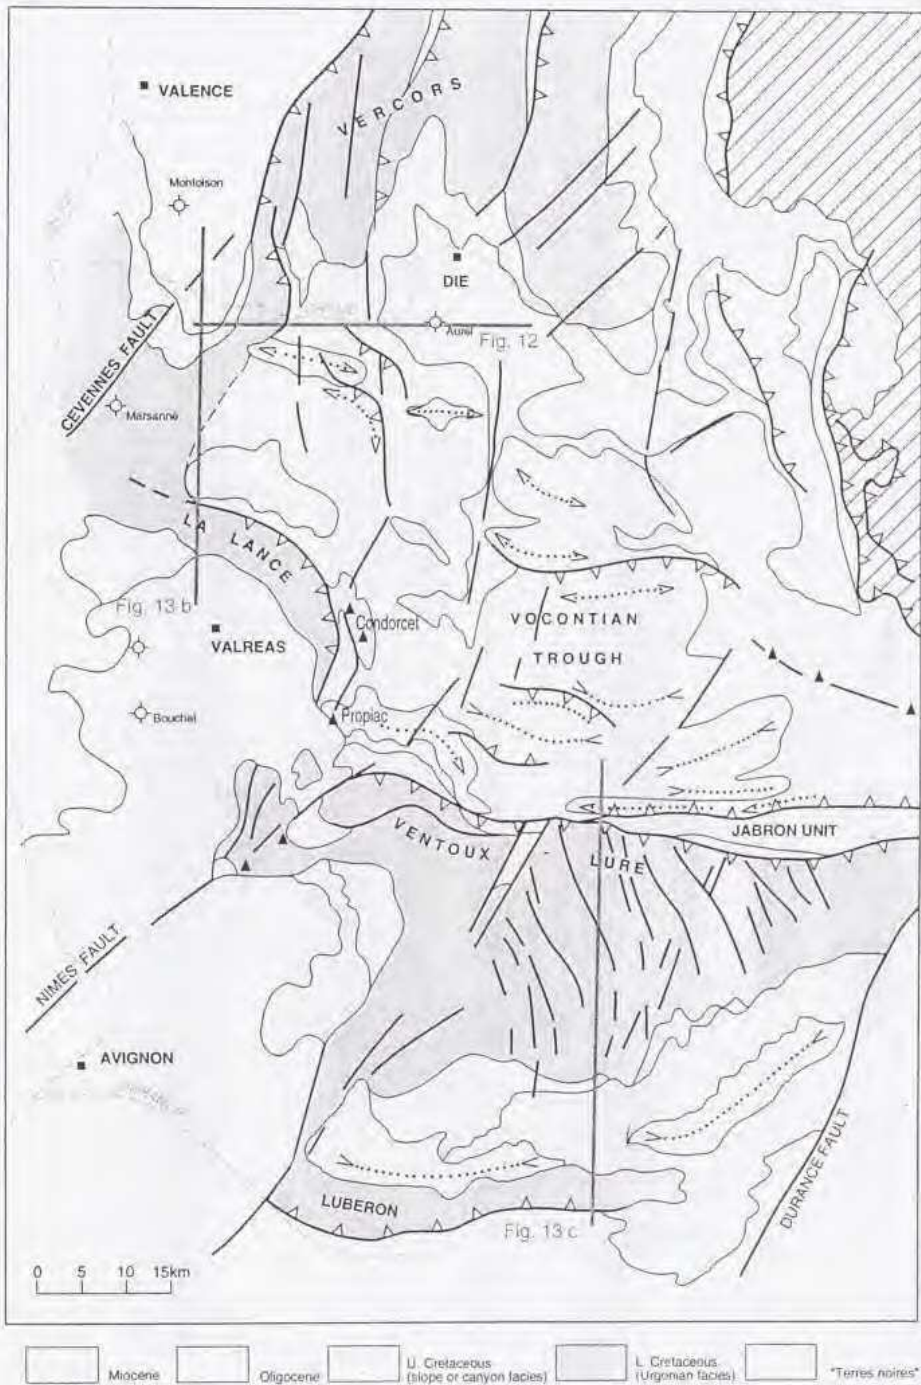 VALENCE
VERCORS
Montoison
DIE
Aurel
Fig. 12
CEVENNES FAULT
Marsanne
LA LANCE
Fig. 13 b
Condorcet
VALREAS
VOCONTIAN
TROUGH
Bouchet
Propiac
VENTOUX
LURE
JABRON UNIT
NIMES FAULT
AVIGNON
DURANCE FAULT
LUBERON
Fig. 13 c
0 5 10 15km
Miocene
Oligocene
U. Cretaceous
(slope or canyon facies)
L. Cretaceous
(Urgonian facies)
"Terres noires"